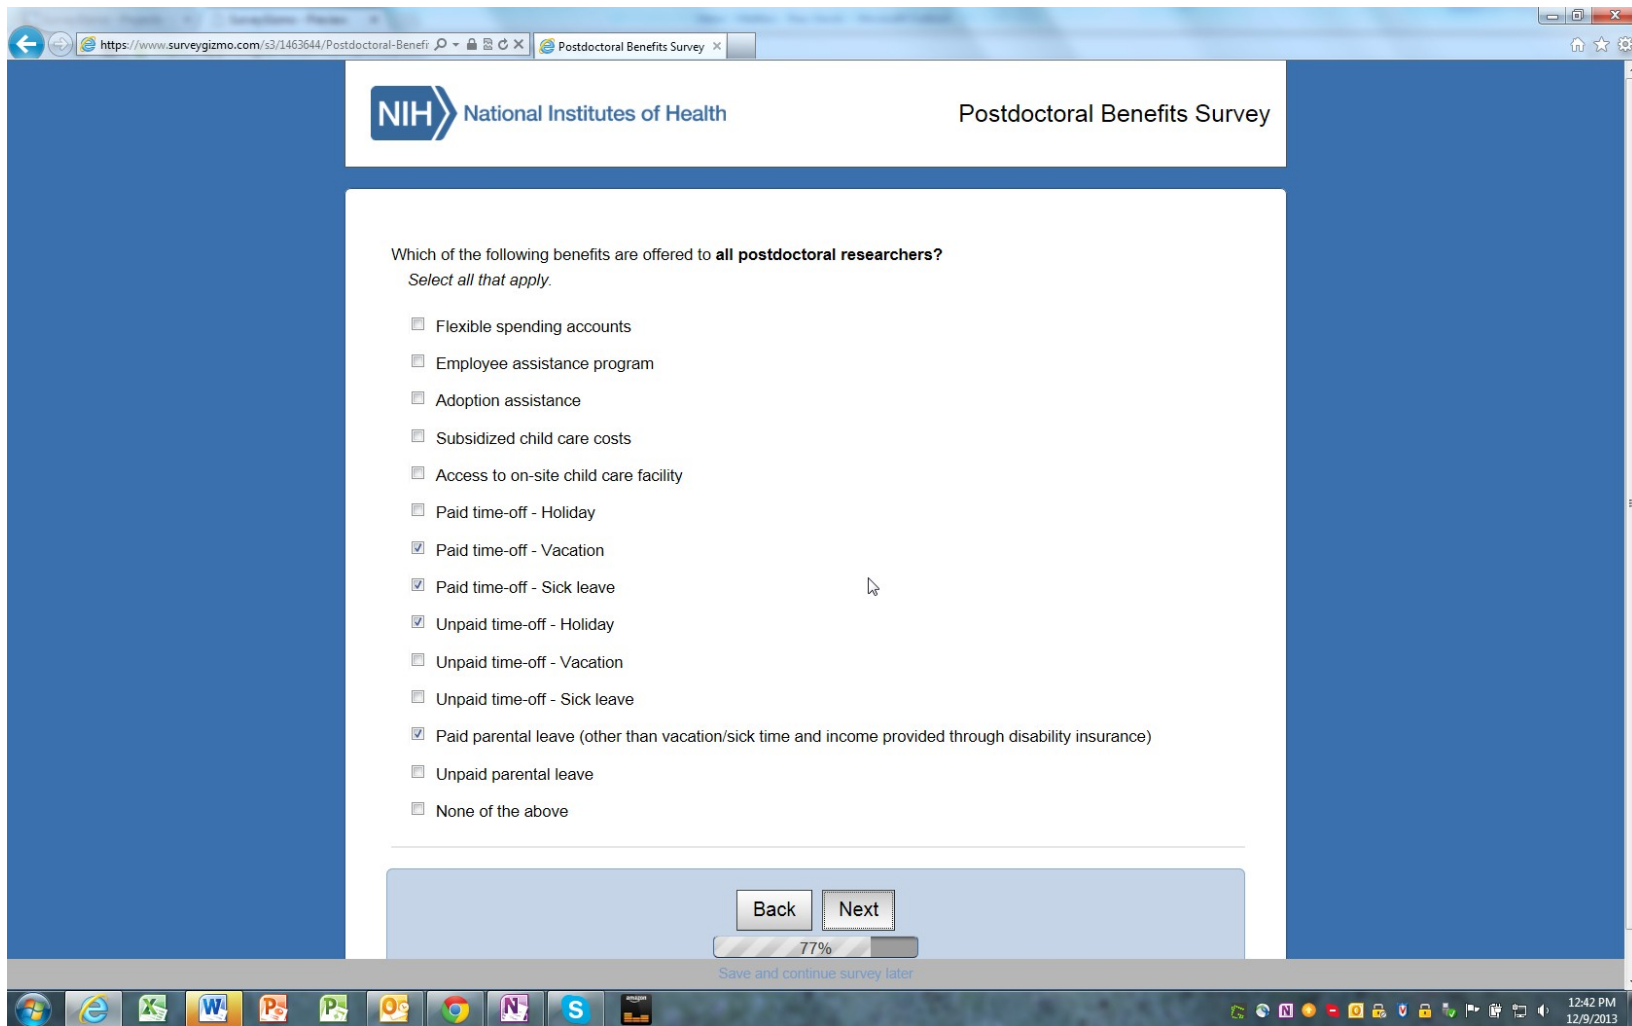 https://www.surveygizmo.com/s3/1463644/Postdoctoral-Benefi
Postdoctoral Benefits Survey
NIH National Institutes of Health
Postdoctoral Benefits Survey
Which of the following benefits are offered to all postdoctoral researchers?
Select all that apply.
Flexible spending accounts
Employee assistance program
Adoption assistance
Subsidized child care costs
Access to on-site child care facility
Paid time-off - Holiday
Paid time-off - Vacation
Paid time-off - Sick leave
Unpaid time-off - Holiday
Unpaid time-off - Vacation
Unpaid time-off - Sick leave
Paid parental leave (other than vacation/sick time and income provided through disability insurance)
Unpaid parental leave
None of the above
Back
Next
77%
Save and continue survey later
amazon
12:42 PM
12/9/2013